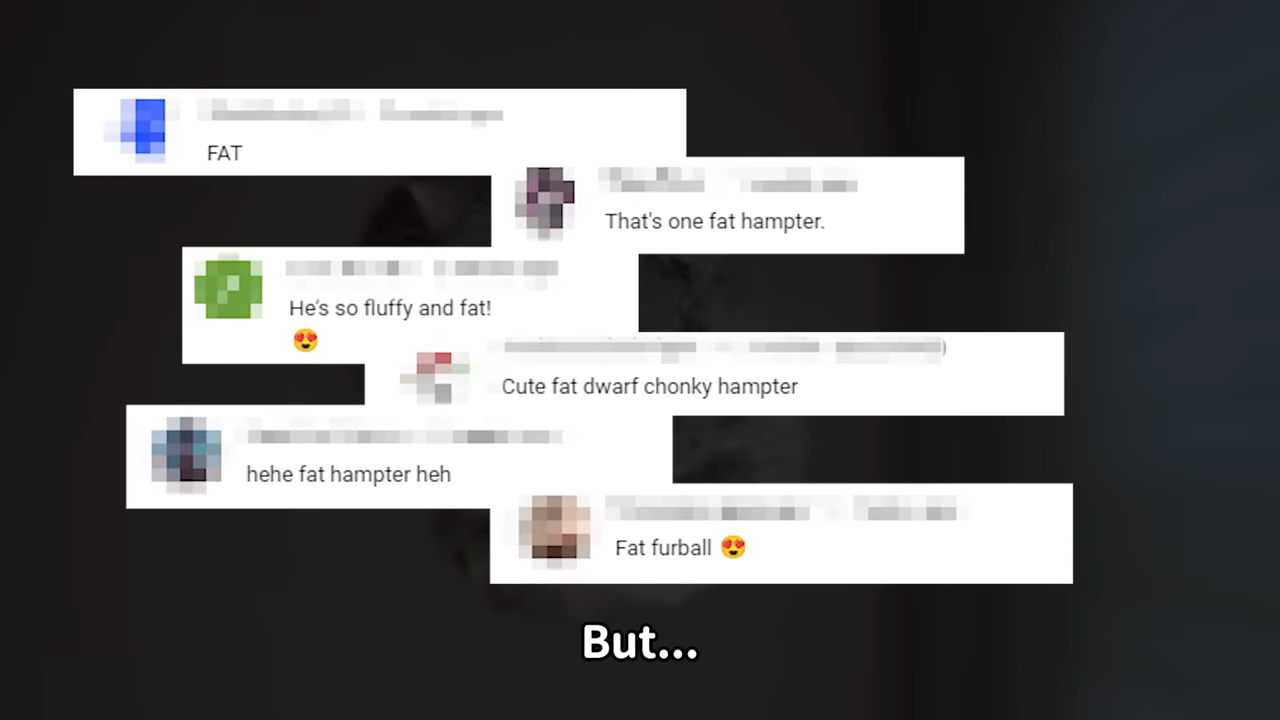 FAT
That's one fat hampter.
He's so fluffy and fat!
😍
Cute fat dwarf chonky hampter
hehe fat hampter heh
Fat furball 😍
But...